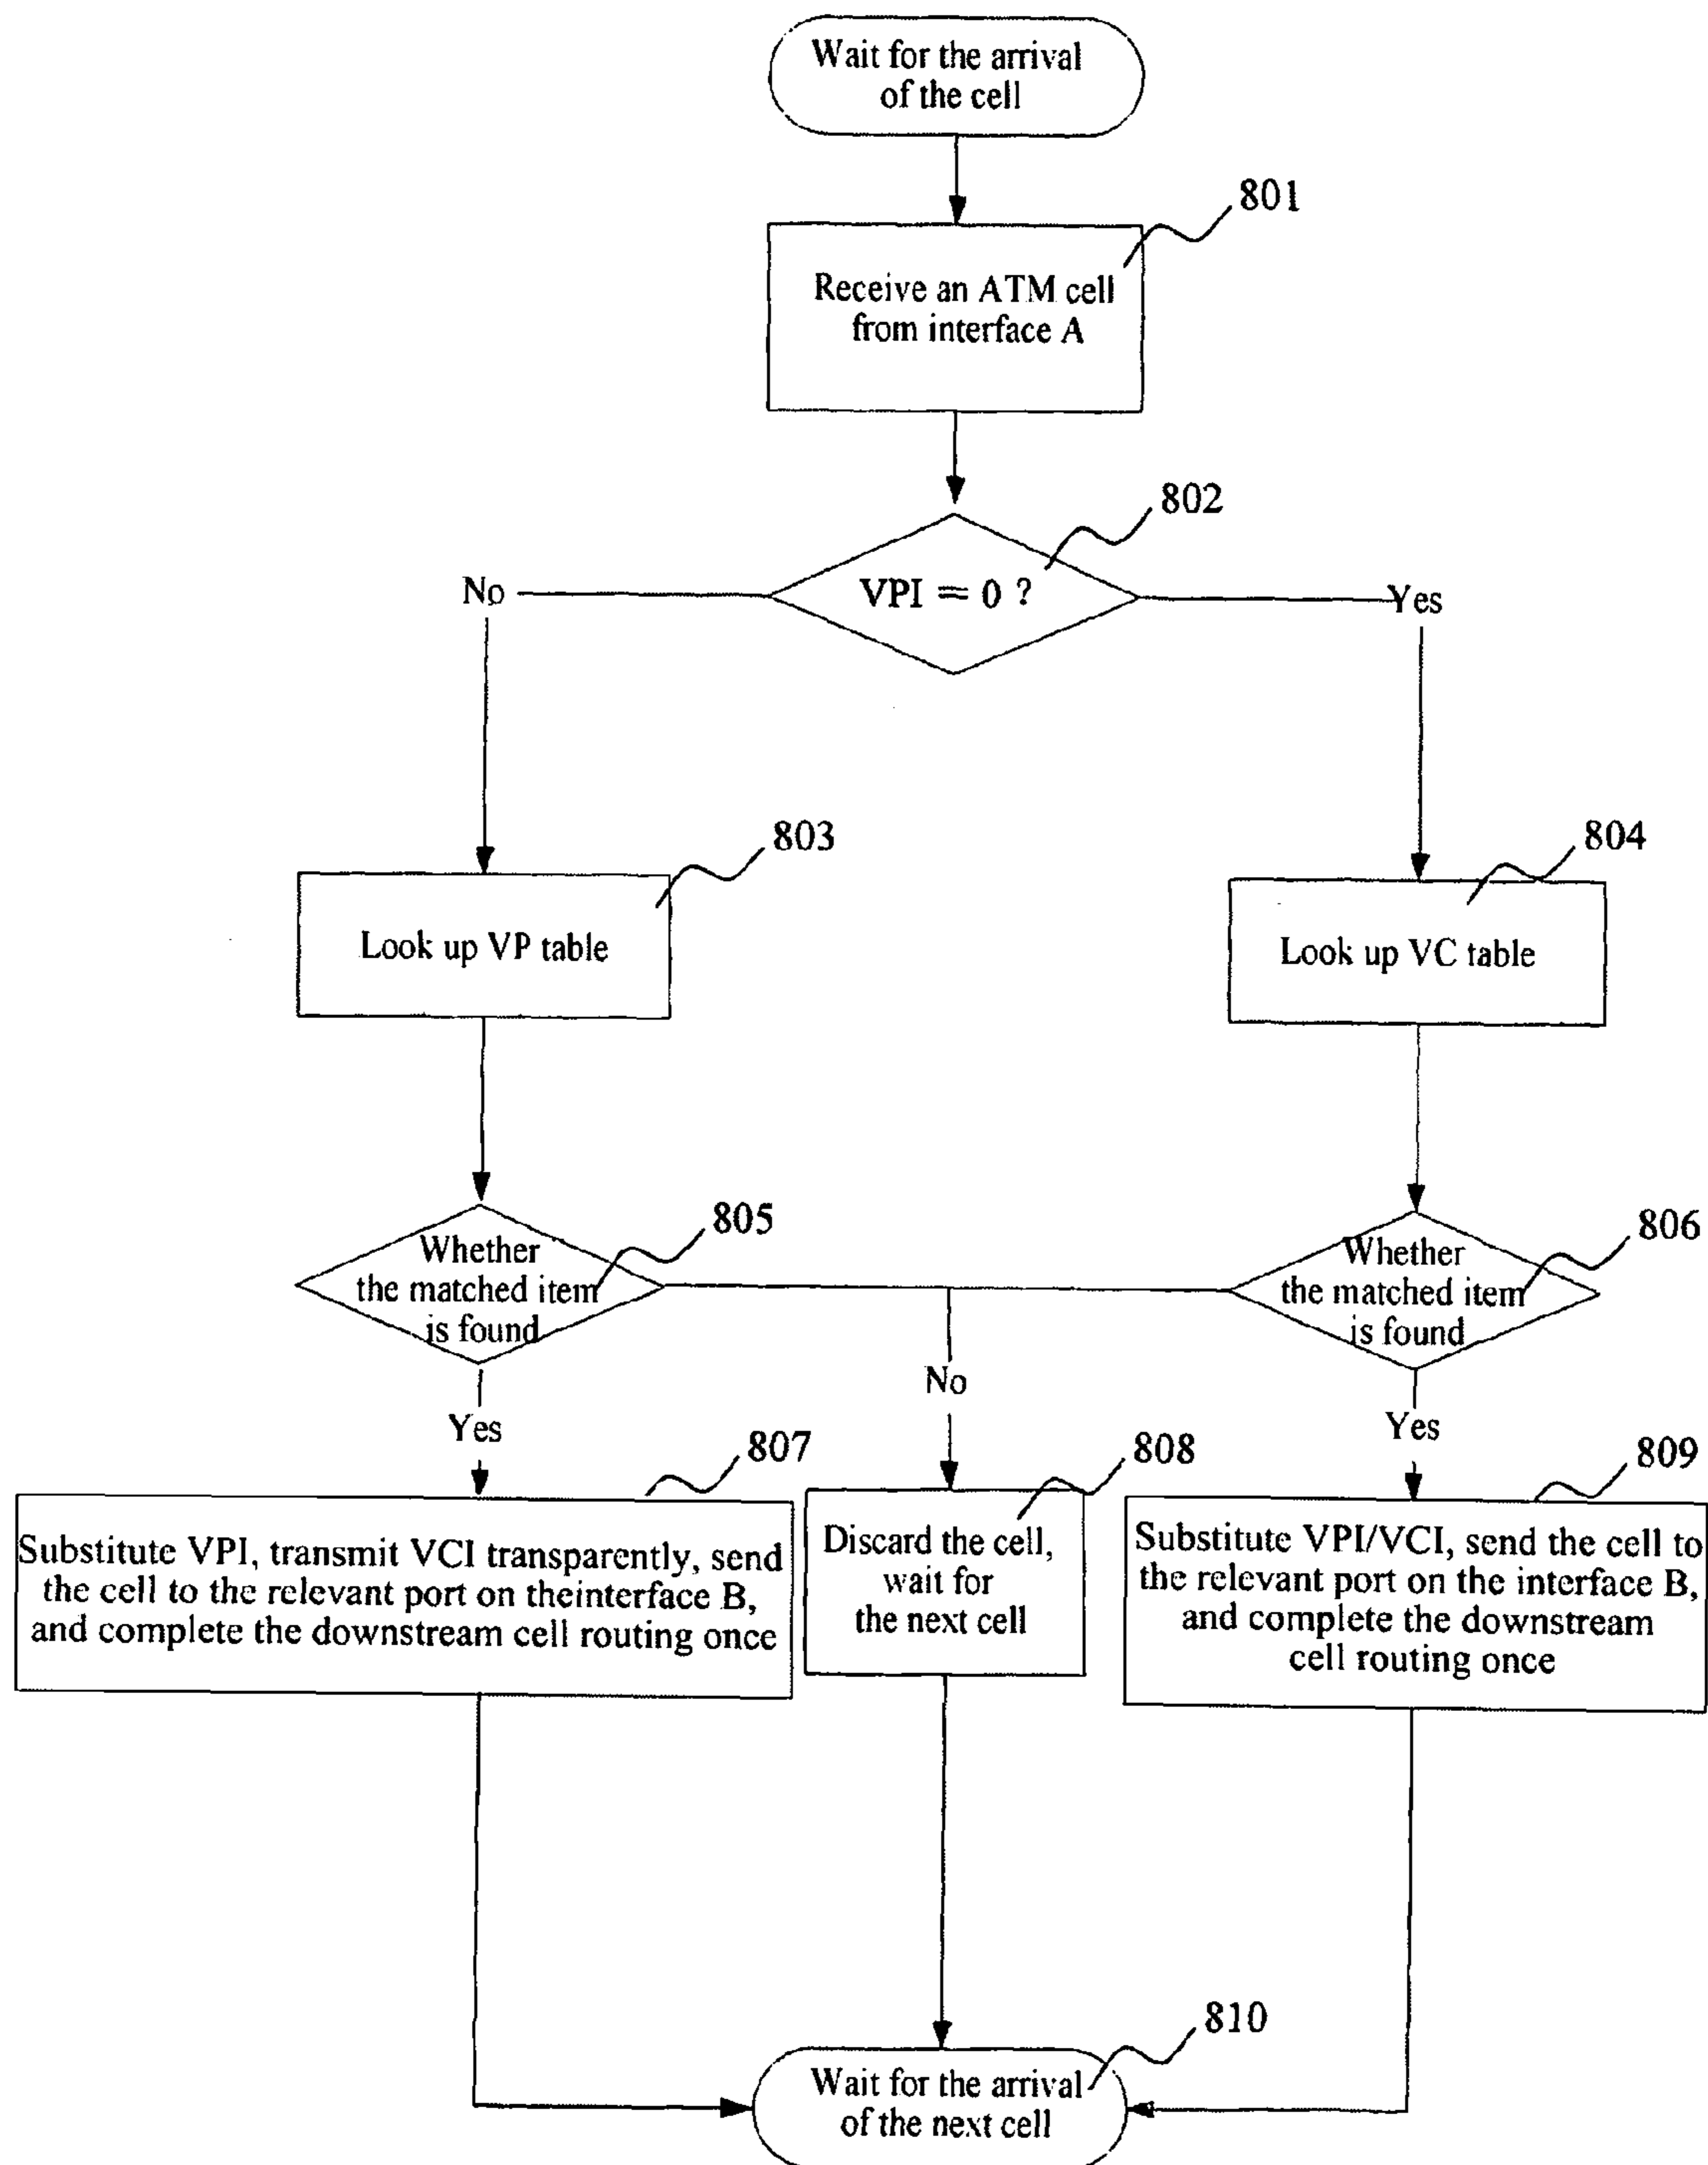 Wait for the arrival
of the cell
801
Receive an ATM cell
from interface A
802
VPI = 0 ?
No
Yes
803
Look up VP table
804
Look up VC table
805
Whether
the matched item
is found
806
Whether
the matched item
is found
No
Yes
Yes
807
Substitute VPI, transmit VCI transparently, send
the cell to the relevant port on theinterface B,
and complete the downstream cell routing once
808
Discard the cell,
wait for
the next cell
809
Substitute VPI/VCI, send the cell to
the relevant port on the interface B,
and complete the downstream
cell routing once
810
Wait for the arrival
of the next cell